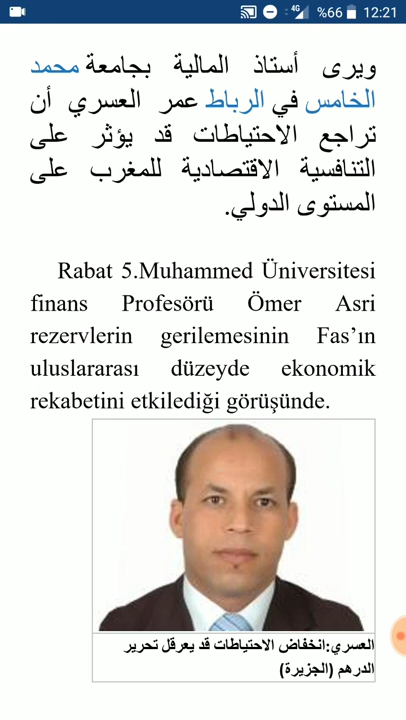 4G %66 12:21
ويرى أستاذ المالية بجامعة محمد
الخامس في الرباط عمر العسري أن
تراجع الاحتياطات قد يؤثر على
التنافسية الاقتصادية للمغرب على
المستوى الدولي.
Rabat 5.Muhammed Üniversitesi
finans Profesörü Ömer Asri
rezervlerin gerilemesinin Fas’ın
uluslararası düzeyde ekonomik
rekabetini etkilediği görüşünde.
العسري:انخفاض الاحتياطات قد يعرقل تحرير
الدرهم (الجزيرة)